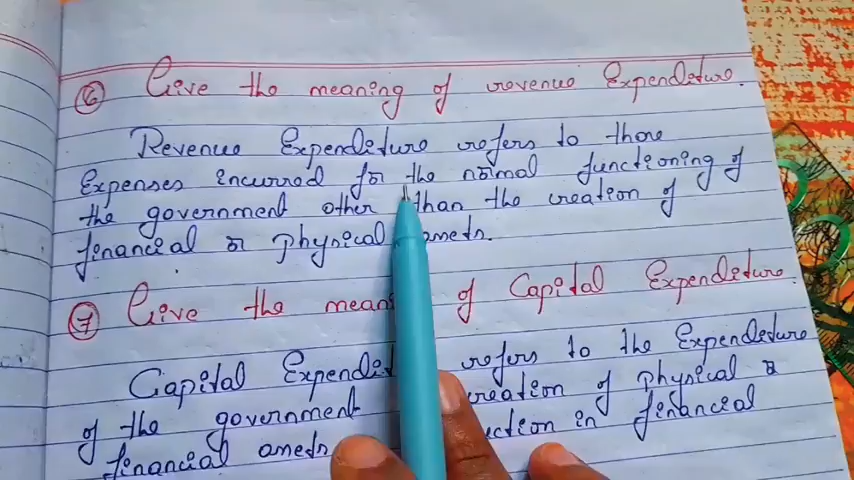 6 Give the meaning of revenue Expenditure.
Revenue Expenditure refers to those
Expenses incurred for the normal functioning of
the government other than the creation of
financial or physical assets.
7 Give the of Capital Expenditure.
Capital refers to the Expenditure
of the government creation of physical &
financial assets in financial